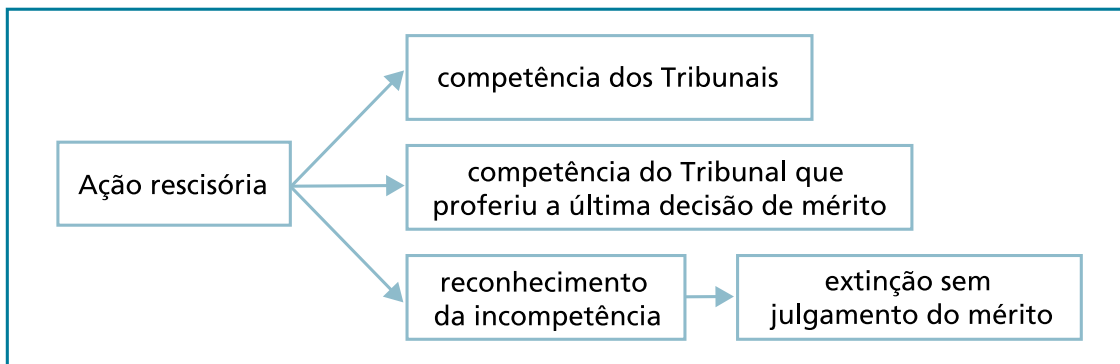 Ação rescisória
competência dos Tribunais
competência do Tribunal que
proferiu a última decisão de mérito
reconhecimento
da incompetência
extinção sem
julgamento do mérito